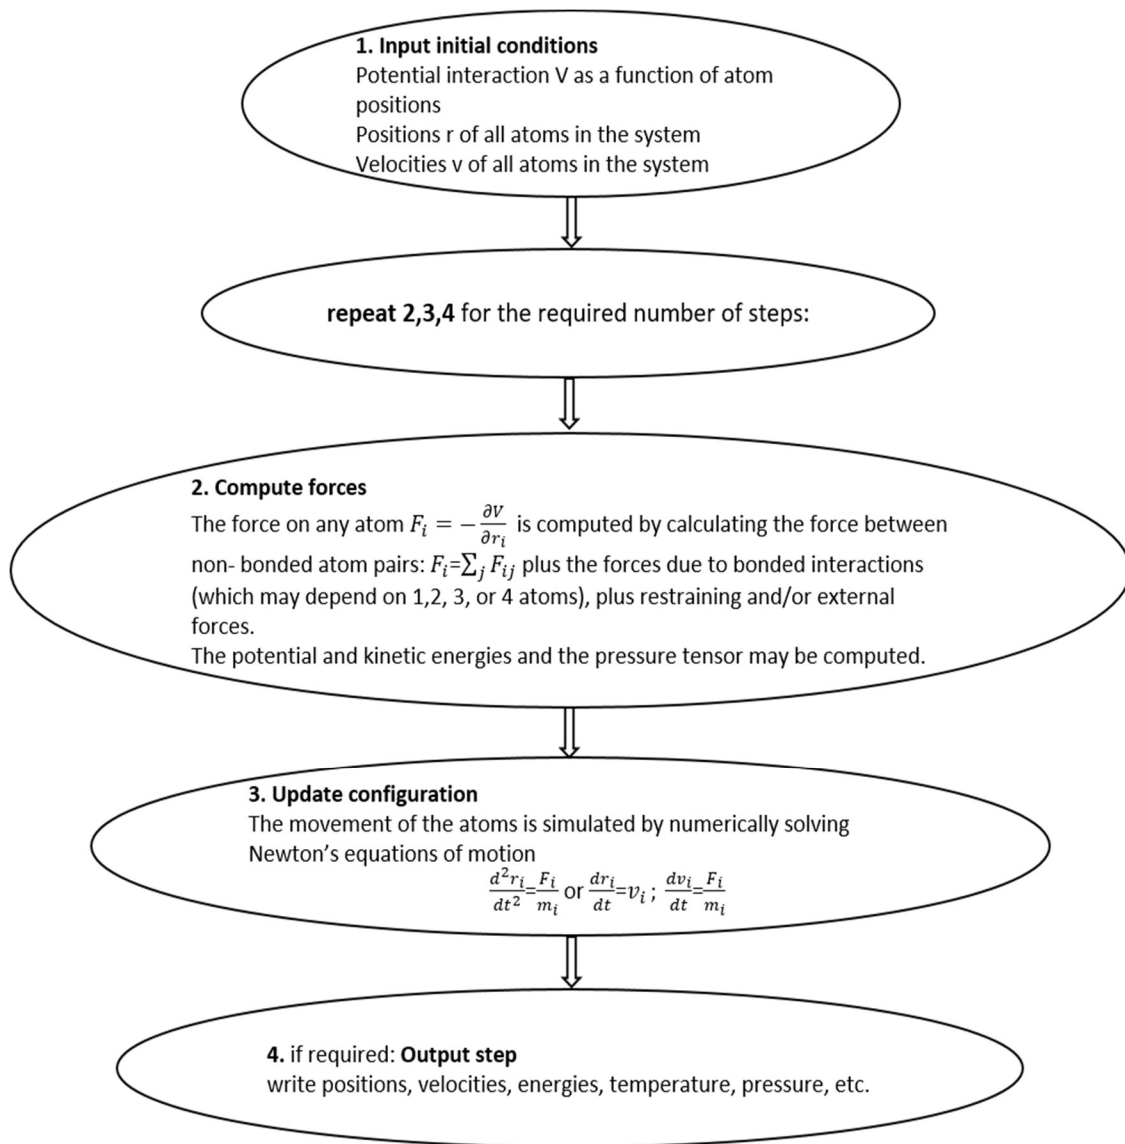 1. Input initial conditions
Potential interaction V as a function of atom
positions
Positions r of all atoms in the system
Velocities v of all atoms in the system
repeat 2,3,4 for the required number of steps:
2. Compute forces
The force on any atom F_i = −∂V/∂r_i is computed by calculating the force between
non- bonded atom pairs: F_i=∑_j F_ij plus the forces due to bonded interactions
(which may depend on 1,2, 3, or 4 atoms), plus restraining and/or external
forces.
The potential and kinetic energies and the pressure tensor may be computed.
3. Update configuration
The movement of the atoms is simulated by numerically solving
Newton’s equations of motion
d²r_i/dt²=F_i/m_i or dr_i/dt=v_i ; dv_i/dt=F_i/m_i
4. if required: Output step
write positions, velocities, energies, temperature, pressure, etc.